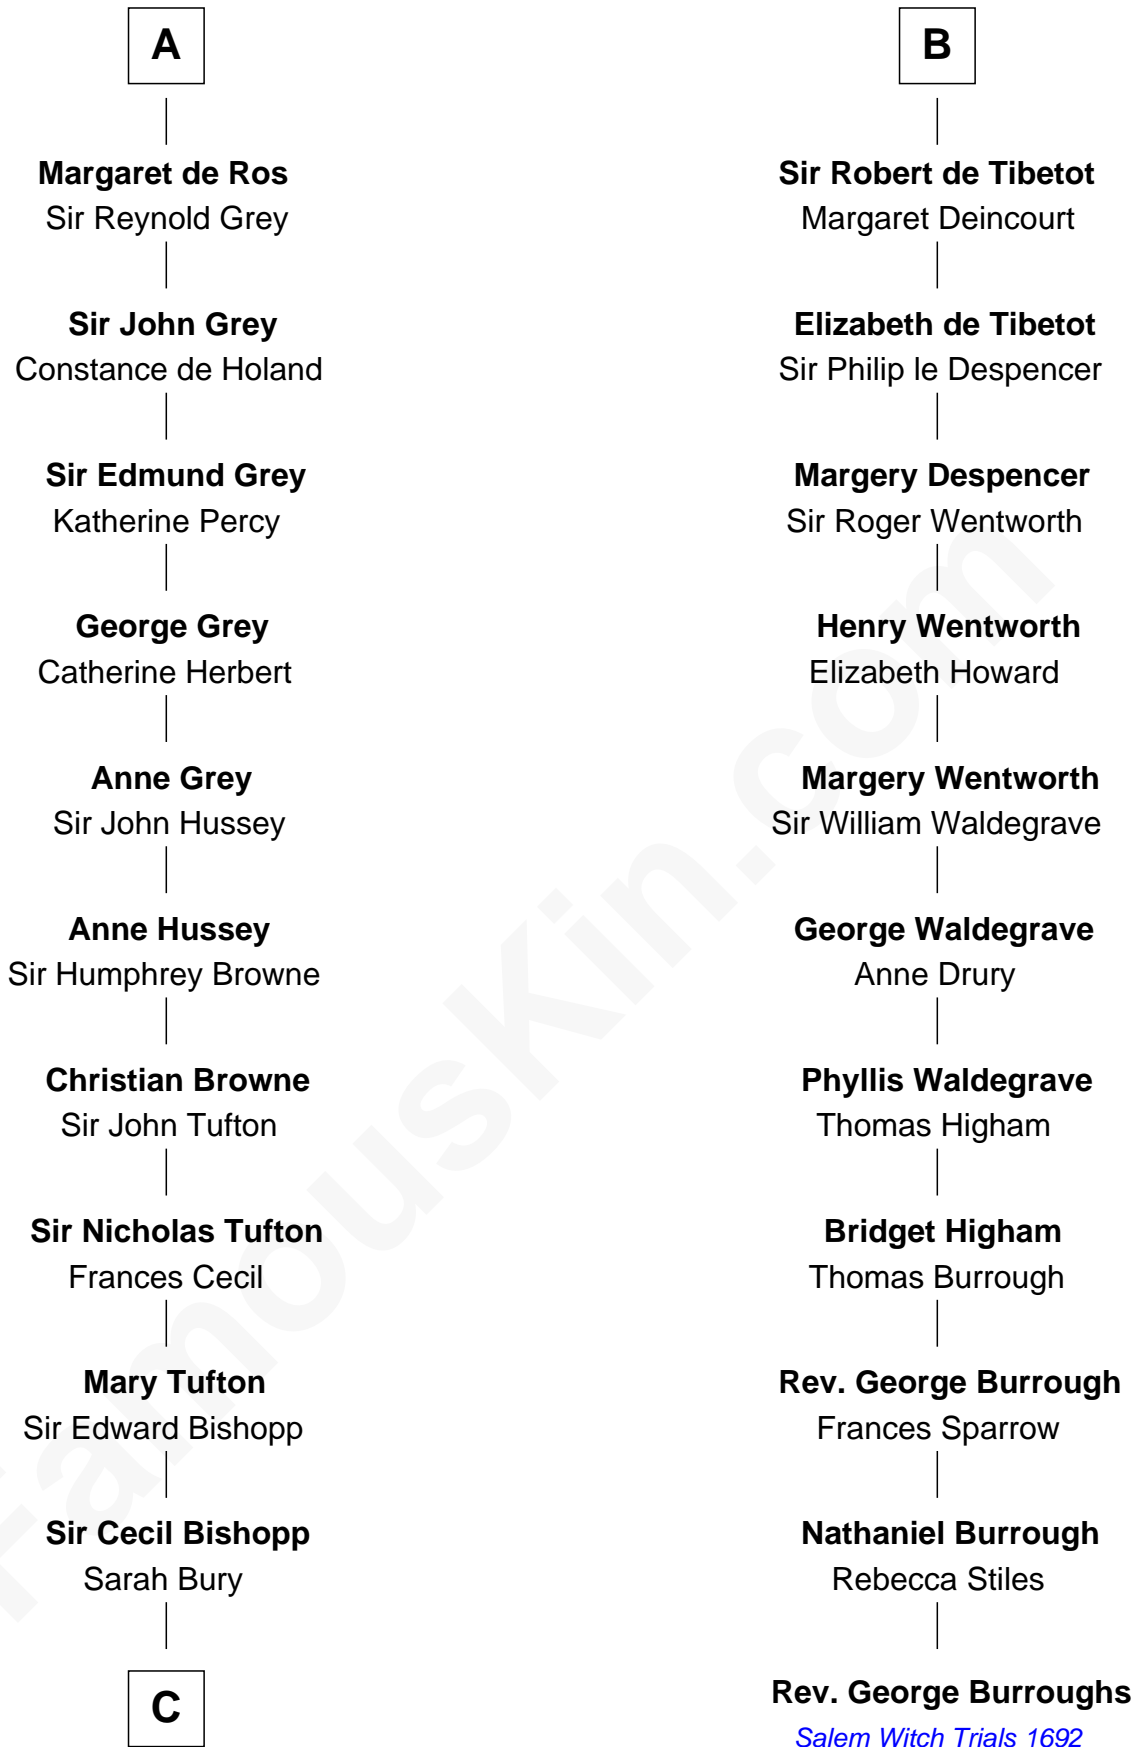 A
Margaret de Ros
Sir Reynold Grey
Sir John Grey
Constance de Holand
Sir Edmund Grey
Katherine Percy
George Grey
Catherine Herbert
Anne Grey
Sir John Hussey
Anne Hussey
Sir Humphrey Browne
Christian Browne
Sir John Tufton
Sir Nicholas Tufton
Frances Cecil
Mary Tufton
Sir Edward Bishopp
Sir Cecil Bishopp
Sarah Bury
C
B
Sir Robert de Tibetot
Margaret Deincourt
Elizabeth de Tibetot
Sir Philip le Despencer
Margery Despencer
Sir Roger Wentworth
Henry Wentworth
Elizabeth Howard
Margery Wentworth
Sir William Waldegrave
George Waldegrave
Anne Drury
Phyllis Waldegrave
Thomas Higham
Bridget Higham
Thomas Burrough
Rev. George Burrough
Frances Sparrow
Nathaniel Burrough
Rebecca Stiles
Rev. George Burroughs
Salem Witch Trials 1692
FamousKin.com